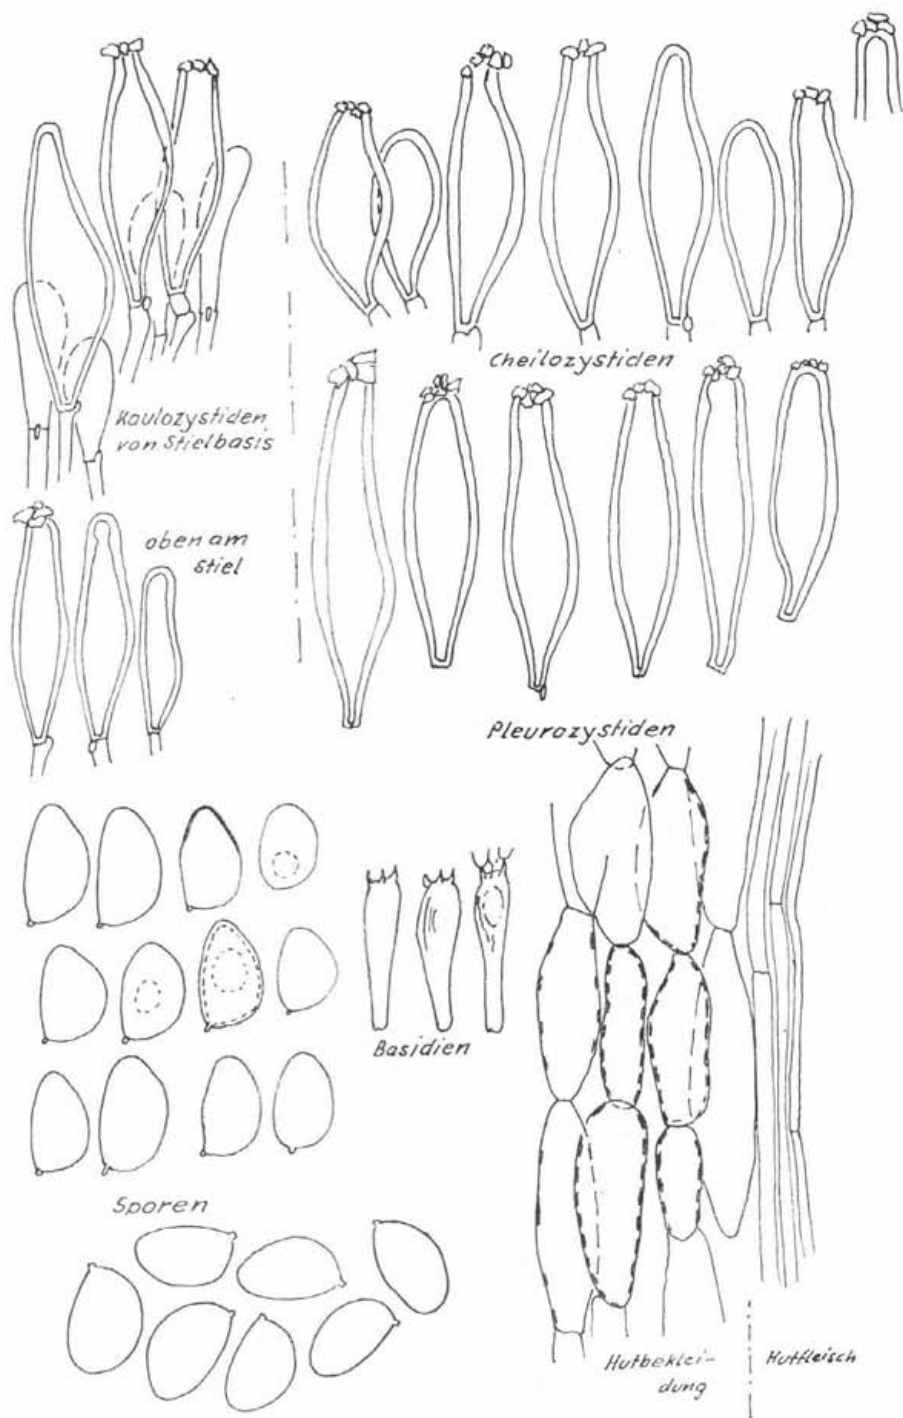 Cheilozystiden
Kaulozystiden
von Stielbasis
oben am
Stiel
Pleurozystiden
Basidien
Sporen
Hutbeklei-
dung
Hutfleisch